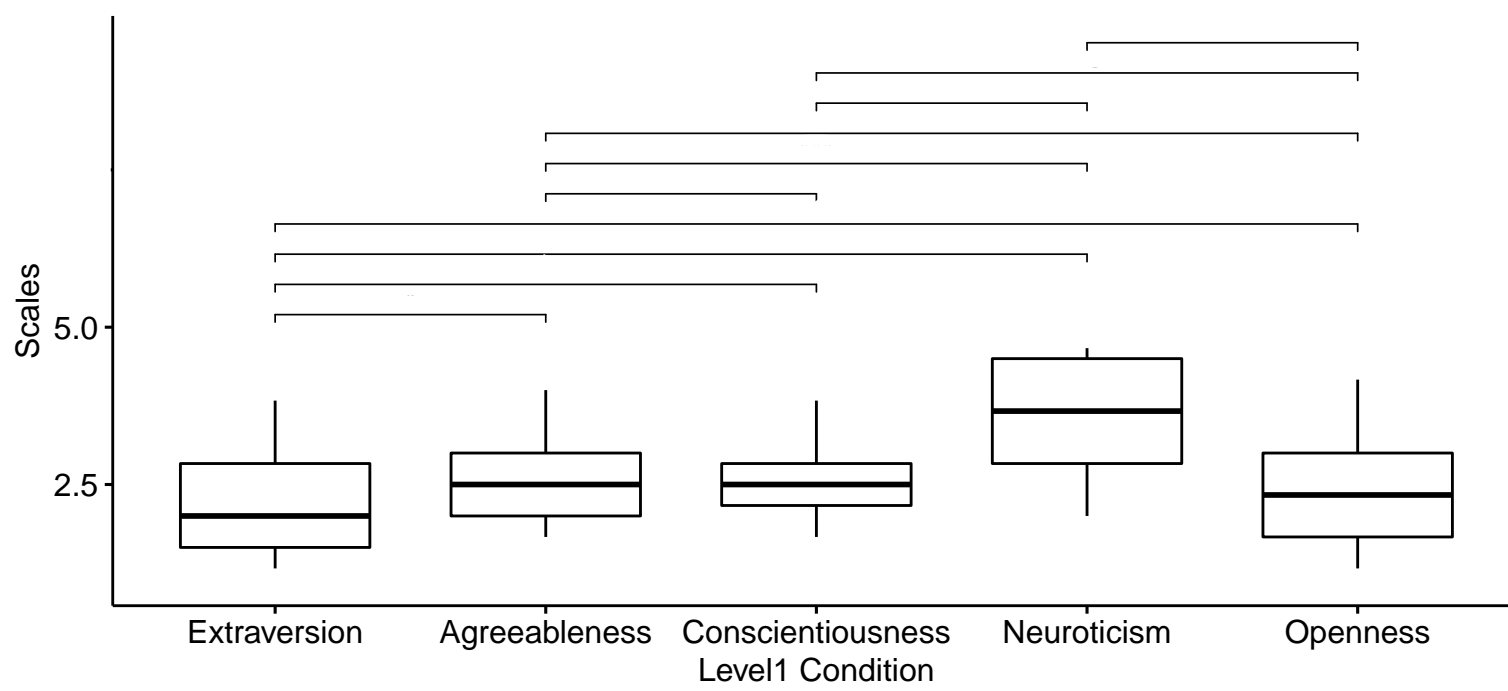 Scales
5.0
2.5
Extraversion Agreeableness Conscientiousness Neuroticism Openness
Level1 Condition